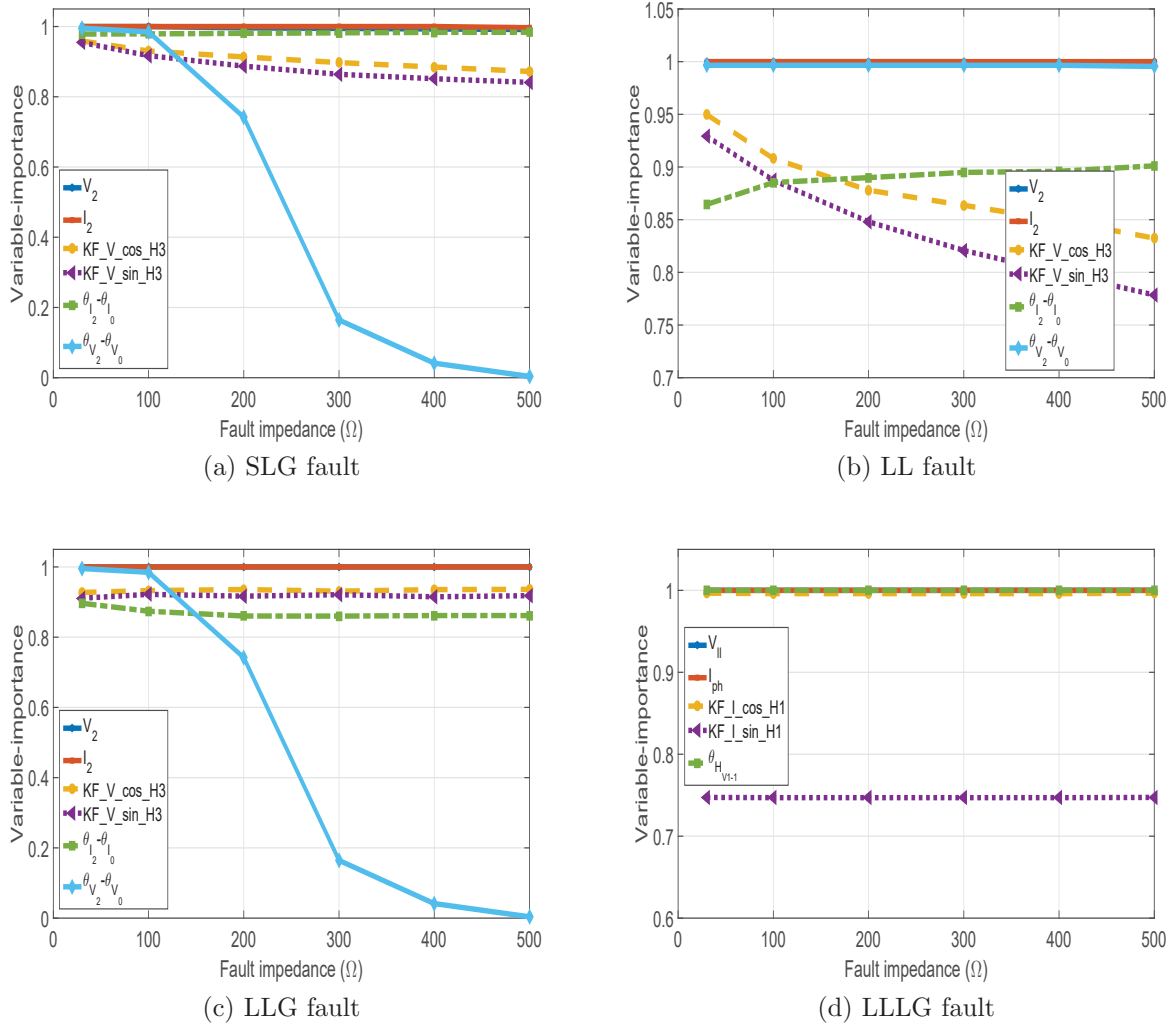 1
0.8
0.6
0.4
0.2
0
Variable-importance
V2
I2
KF_V_cos_H3
KF_V_sin_H3
θI2-θI0
θV2-θV0
0 100 200 300 400 500
Fault impedance (Ω)
(a) SLG fault
1.05
1
0.95
0.9
0.85
0.8
0.75
0.7
Variable-importance
V2
I2
KF_V_cos_H3
KF_V_sin_H3
θI2-θI0
θV2-θV0
0 100 200 300 400 500
Fault impedance (Ω)
(b) LL fault
1
0.8
0.6
0.4
0.2
0
Variable-importance
V2
I2
KF_V_cos_H3
KF_V_sin_H3
θI2-θI0
θV2-θV0
0 100 200 300 400 500
Fault impedance (Ω)
(c) LLG fault
1
0.9
0.8
0.7
0.6
Variable-importance
Vll
Iph
KF_I_cos_H1
KF_I_sin_H1
θHV1-1
0 100 200 300 400 500
Fault impedance (Ω)
(d) LLLG fault